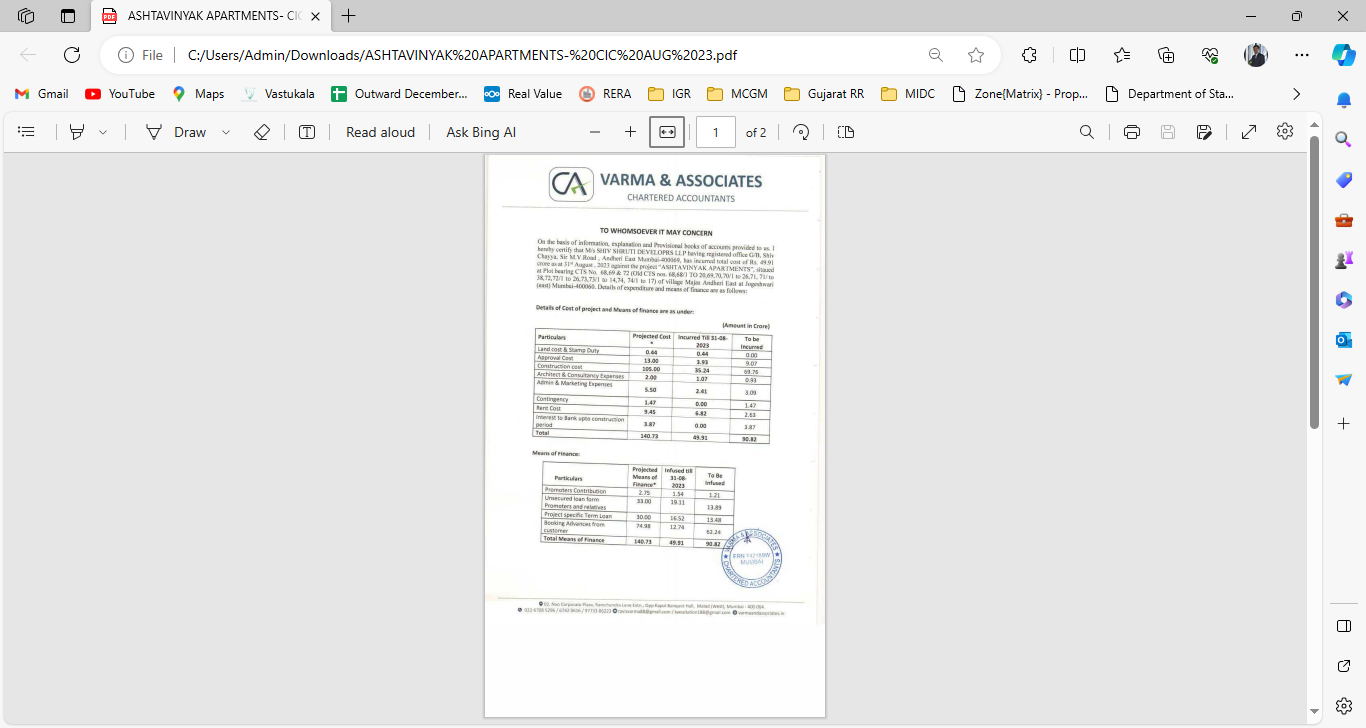 ASHTAVINYAK APARTMENTS- CIC
File
C:/Users/Admin/Downloads/ASHTAVINYAK%20APARTMENTS-%20CIC%20AUG%2023.pdf
Gmail YouTube Maps Vastukala Outward December... Real Value RERA IGR MCGM Gujarat RR MIDC Zone{Matrix} - Prop... Department of Sta...
Draw Read aloud Ask Bing AI 1 of 2
CA VARMA & ASSOCIATES
CHARTERED ACCOUNTANTS
TO WHOMSOEVER IT MAY CONCERN
On the basis of information, explanation and Provisional books of accounts provided to us. I
hereby certify that M/s SHIV SHRUTI DEVELOPRS LLP having registered office G/B, Shiv
Chayya, Sir M.V.Road , Andheri East Mumbai-400069, has incurred total cost of Rs. 49.91
crore as at 31st August , 2023 against the project "ASHTAVINYAK APARTMENTS", situated
at Plot bearing CTS No. 68,69 & 72 (Old CTS nos. 68,68/1 TO 20,69,70,70/1 to 26,71, 71/ to
38,72,72/1 to 26,73,73/1 to 14,74, 74/1 to 17) of village Majas Andheri East at Jogeshwari
(east) Mumbai-400060. Details of expenditure and means of finance are as follows:
Details of Cost of project and Means of finance are as under:
(Amount in Crore)
Particulars Projected Cost * Incurred Till 31-08-2023 To be Incurred
Land cost & Stamp Duty 0.44 0.44 0.00
Approval Cost 13.00 3.93 9.07
Construction cost 105.00 35.24 69.76
Architect & Consultancy Expenses 2.00 1.07 0.93
Admin & Marketing Expenses 5.50 2.41 3.09
Contingency 1.47 0.00 1.47
Rent Cost 9.45 6.82 2.63
Interest to Bank upto construction period 3.87 0.00 3.87
Total 140.73 49.91 90.82
Means of Finance:
Particulars Projected Means of Finance* Infused till 31-08-2023 To Be Infused
Promoters Contribution 2.75 1.54 1.21
Unsecured loan form Promoters and relatives 33.00 19.11 13.89
Project specific Term Loan 30.00 16.52 13.48
Booking Advances from customer 74.98 12.74 62.24
Total Means of Finance 140.73 49.91 90.82
VARMA & ASSOCIATES
MUMBAI
CHARTERED ACCOUNTANTS